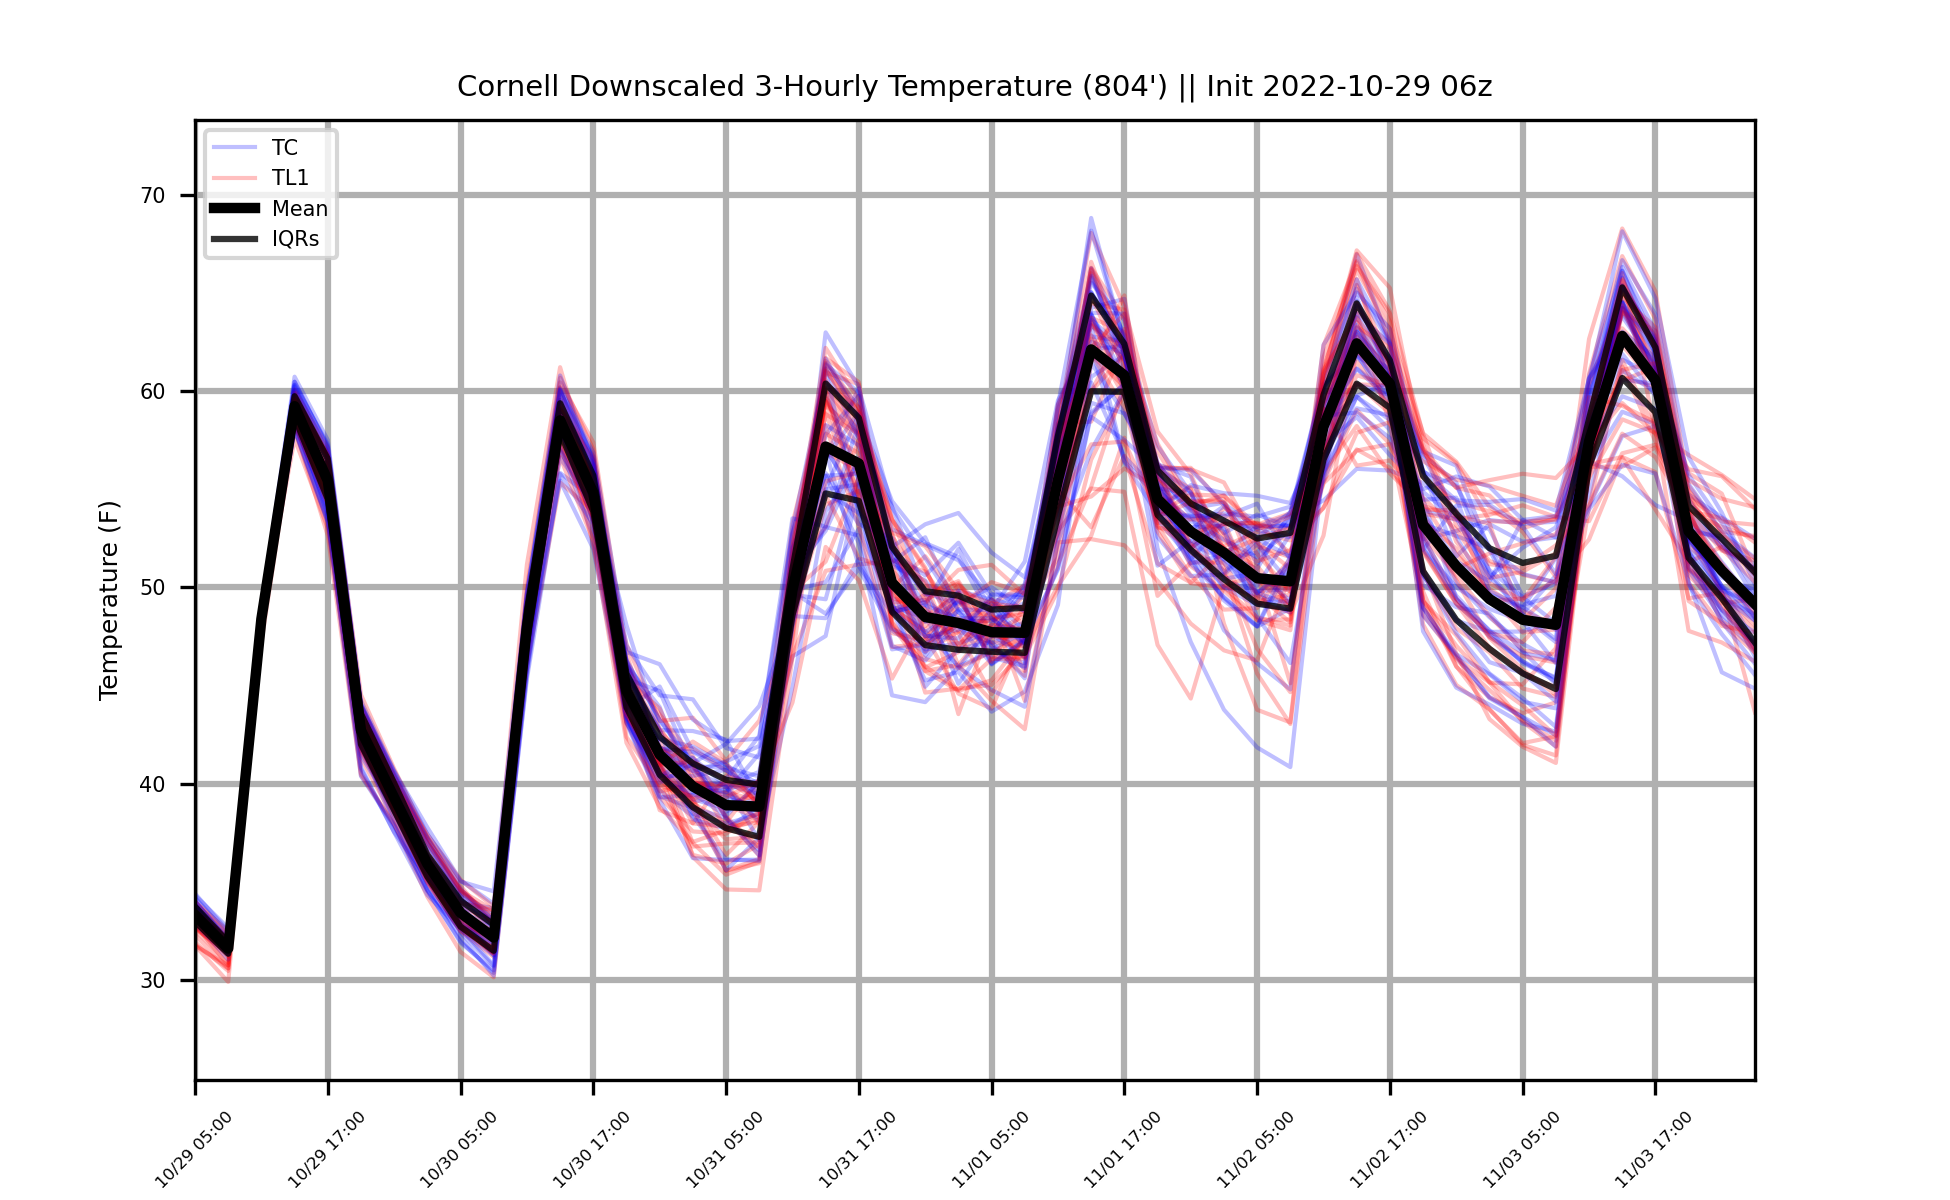 Cornell Downscaled 3-Hourly Temperature (804') || Init 2022-10-29 06z
TC
TL1
Mean
IQRs
Temperature (F)
70
60
50
40
30
10/29 05:00
10/29 17:00
10/30 05:00
10/30 17:00
10/31 05:00
10/31 17:00
11/01 05:00
11/01 17:00
11/02 05:00
11/02 17:00
11/03 05:00
11/03 17:00